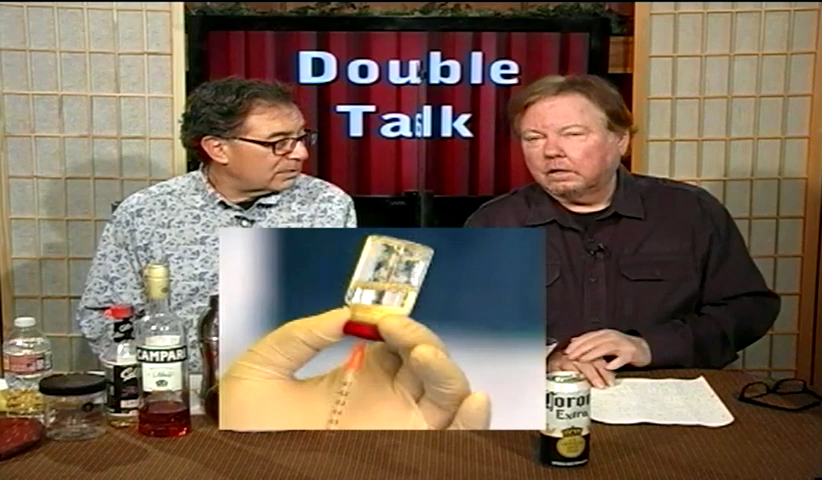 Double
Talk
CAMPARI
Corona
Extra